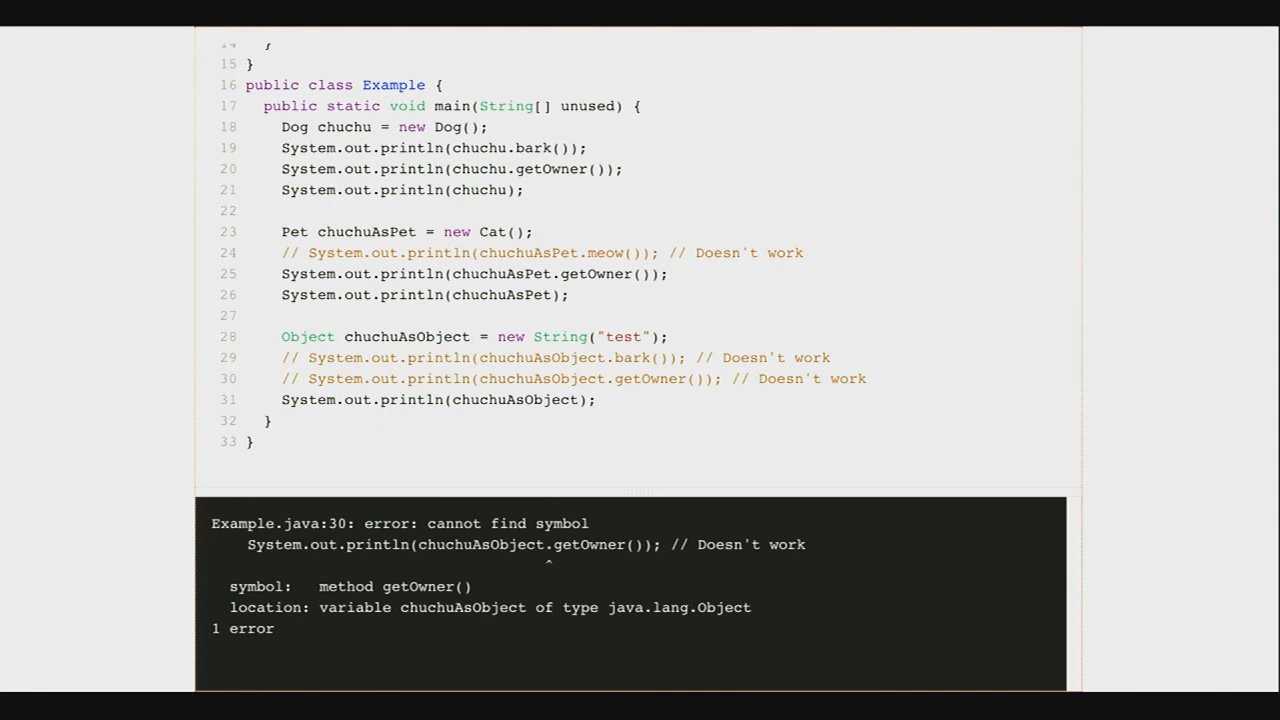 14   }
15 }
16 public class Example {
17   public static void main(String[] unused) {
18     Dog chuchu = new Dog();
19     System.out.println(chuchu.bark());
20     System.out.println(chuchu.getOwner());
21     System.out.println(chuchu);
22
23     Pet chuchuAsPet = new Cat();
24     // System.out.println(chuchuAsPet.meow()); // Doesn't work
25     System.out.println(chuchuAsPet.getOwner());
26     System.out.println(chuchuAsPet);
27
28     Object chuchuAsObject = new String("test");
29     // System.out.println(chuchuAsObject.bark()); // Doesn't work
30     // System.out.println(chuchuAsObject.getOwner()); // Doesn't work
31     System.out.println(chuchuAsObject);
32   }
33 }
Example.java:30: error: cannot find symbol
    System.out.println(chuchuAsObject.getOwner()); // Doesn't work
                                     ^
  symbol:   method getOwner()
  location: variable chuchuAsObject of type java.lang.Object
1 error